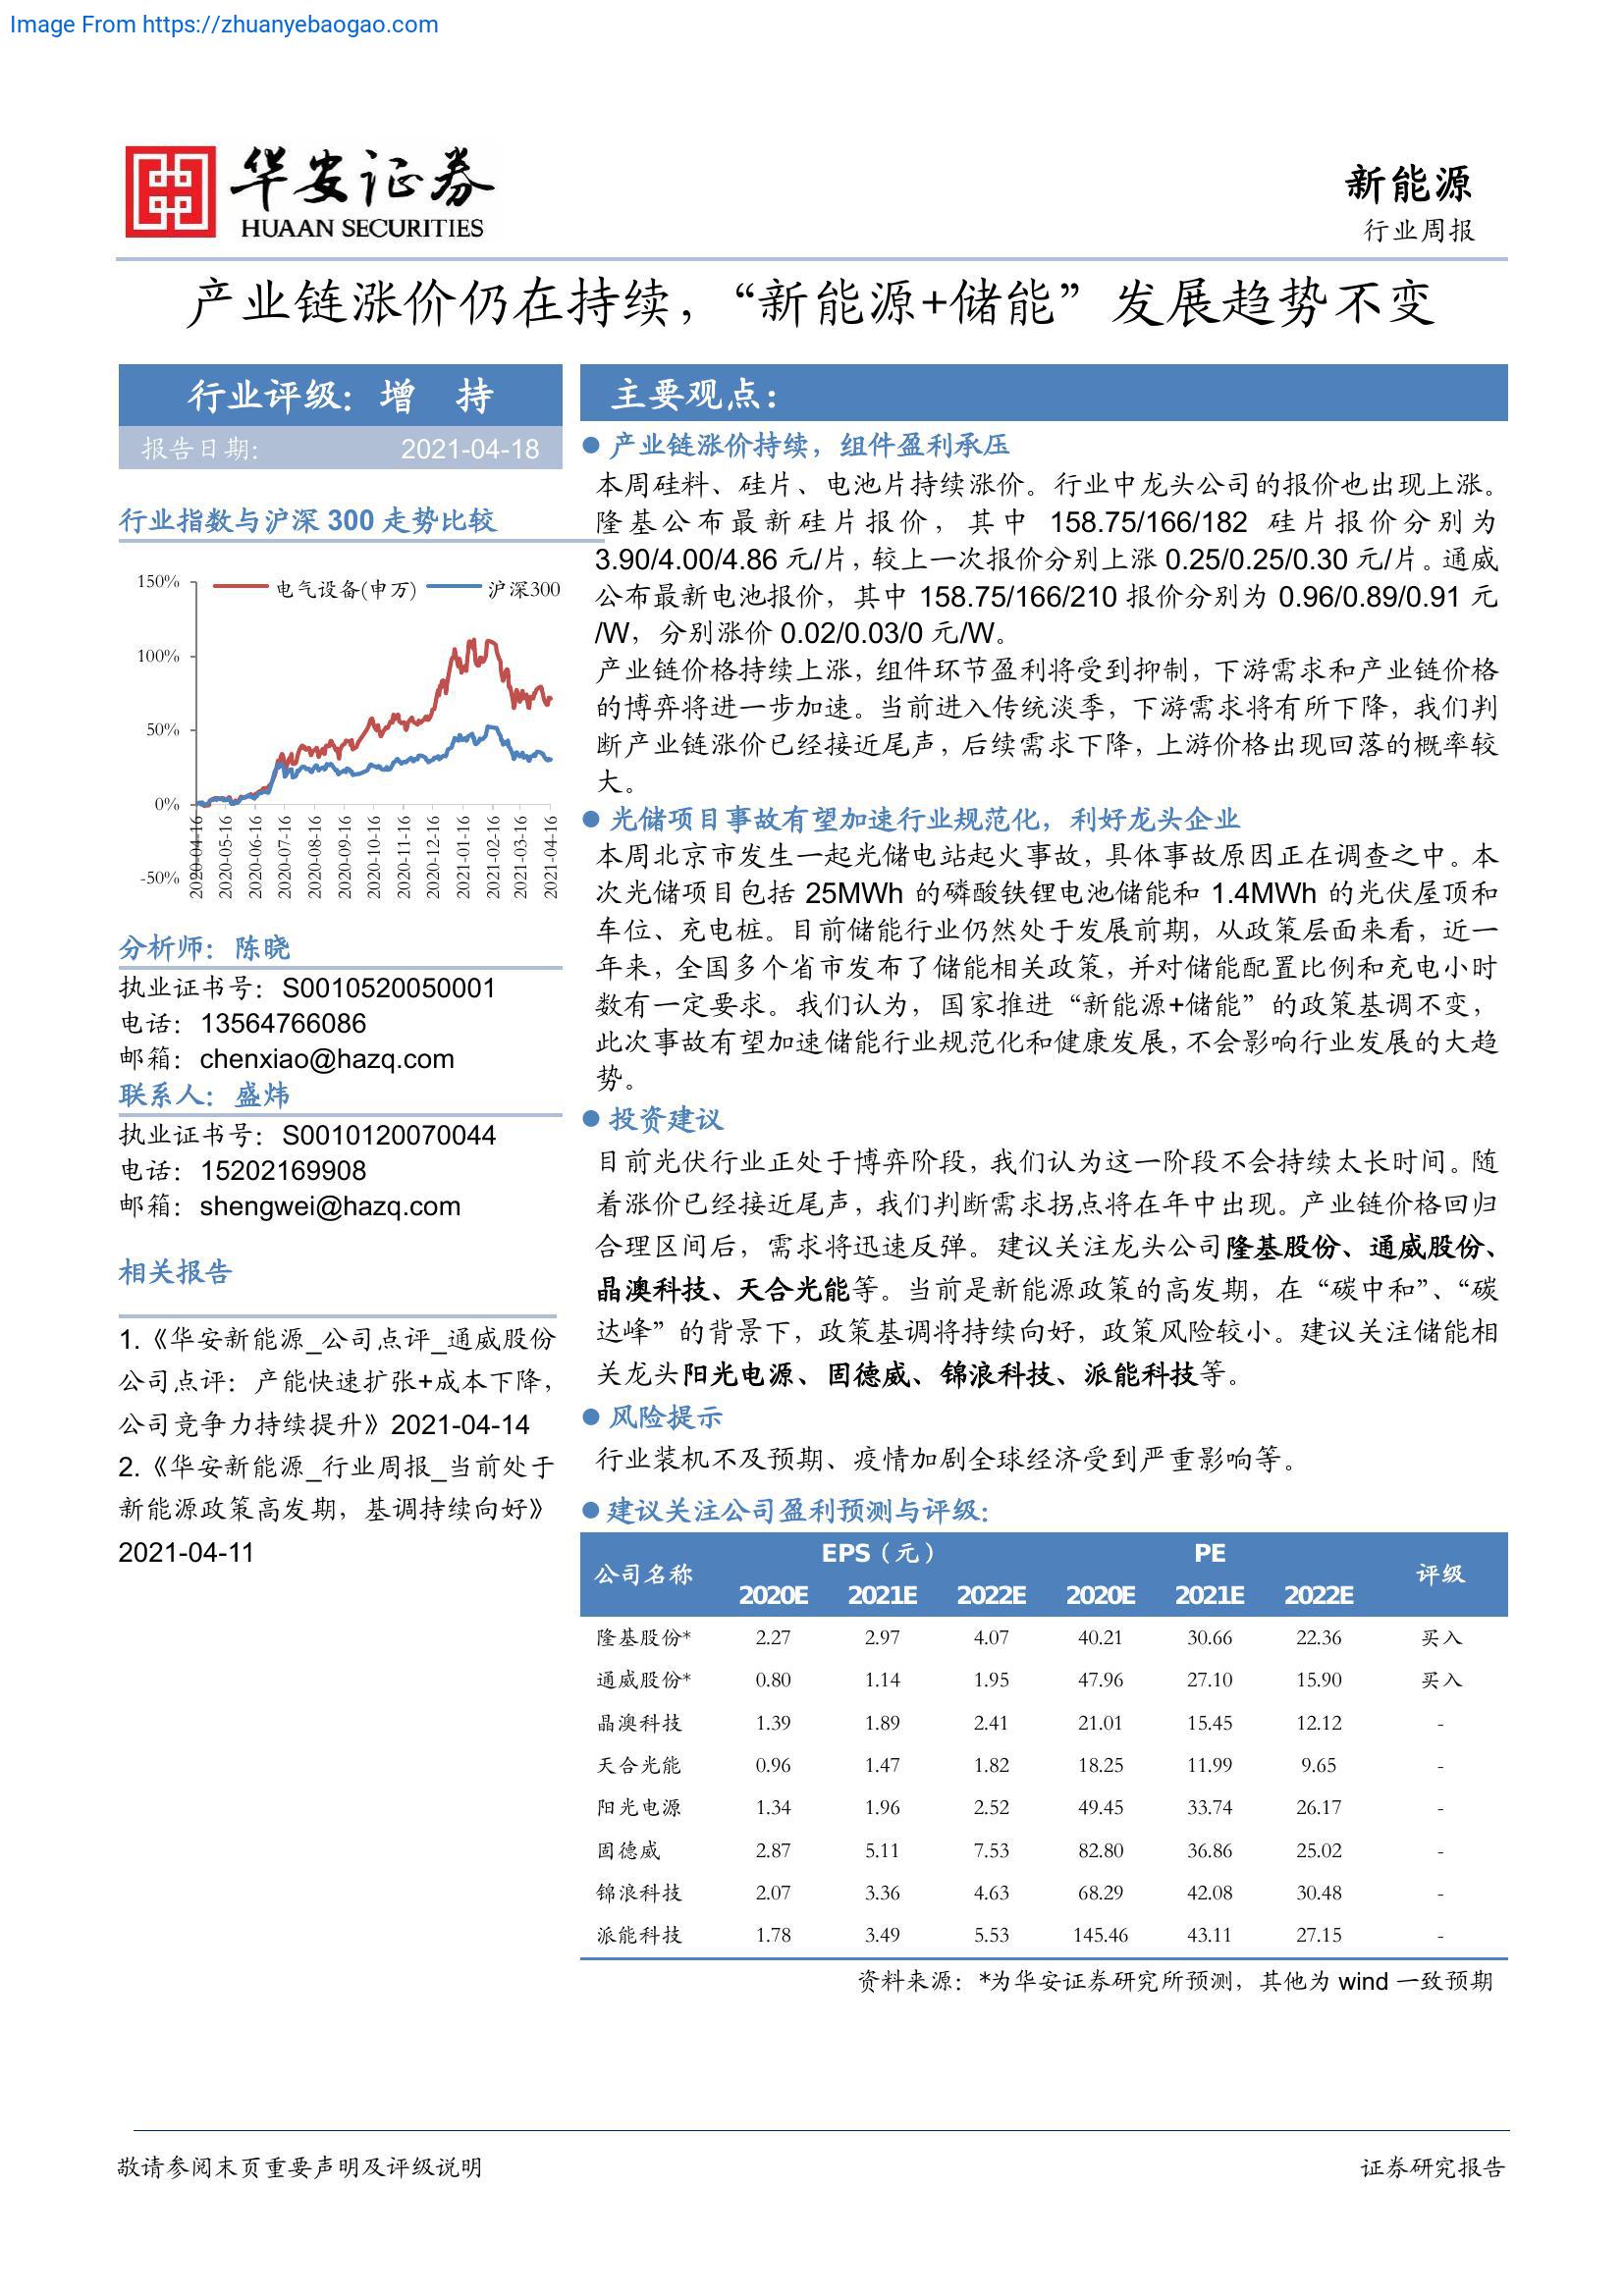 Image From https://zhuanyebaogao.com
华安证券
HUAAN SECURITIES
新能源
行业周报
产业链涨价仍在持续，“新能源+储能”发展趋势不变
行业评级：增 持
报告日期： 2021-04-18
行业指数与沪深 300 走势比较
电气设备(申万) 沪深300
150%
100%
50%
0%
-50%
2020-04-16 2020-05-16 2020-06-16 2020-07-16 2020-08-16 2020-09-16 2020-10-16 2020-11-16 2020-12-16 2021-01-16 2021-02-16 2021-03-16 2021-04-16
分析师：陈晓
执业证书号：S0010520050001
电话：13564766086
邮箱：chenxiao@hazq.com
联系人：盛炜
执业证书号：S0010120070044
电话：15202169908
邮箱：shengwei@hazq.com
相关报告
1.《华安新能源_公司点评_通威股份
公司点评：产能快速扩张+成本下降，
公司竞争力持续提升》2021-04-14
2.《华安新能源_行业周报_当前处于
新能源政策高发期，基调持续向好》
2021-04-11
主要观点：
● 产业链涨价持续，组件盈利承压
本周硅料、硅片、电池片持续涨价。行业中龙头公司的报价也出现上涨。
隆基公布最新硅片报价，其中 158.75/166/182 硅片报价分别为
3.90/4.00/4.86 元/片，较上一次报价分别上涨 0.25/0.25/0.30 元/片。通威
公布最新电池报价，其中 158.75/166/210 报价分别为 0.96/0.89/0.91 元
/W，分别涨价 0.02/0.03/0 元/W。
产业链价格持续上涨，组件环节盈利将受到抑制，下游需求和产业链价格
的博弈将进一步加速。当前进入传统淡季，下游需求将有所下降，我们判
断产业链涨价已经接近尾声，后续需求下降，上游价格出现回落的概率较
大。
● 光储项目事故有望加速行业规范化，利好龙头企业
本周北京市发生一起光储电站起火事故，具体事故原因正在调查之中。本
次光储项目包括 25MWh 的磷酸铁锂电池储能和 1.4MWh 的光伏屋顶和
车位、充电桩。目前储能行业仍然处于发展前期，从政策层面来看，近一
年来，全国多个省市发布了储能相关政策，并对储能配置比例和充电小时
数有一定要求。我们认为，国家推进“新能源+储能”的政策基调不变，
此次事故有望加速储能行业规范化和健康发展，不会影响行业发展的大趋
势。
● 投资建议
目前光伏行业正处于博弈阶段，我们认为这一阶段不会持续太长时间。随
着涨价已经接近尾声，我们判断需求拐点将在年中出现。产业链价格回归
合理区间后，需求将迅速反弹。建议关注龙头公司隆基股份、通威股份、
晶澳科技、天合光能等。当前是新能源政策的高发期，在“碳中和”、“碳
达峰”的背景下，政策基调将持续向好，政策风险较小。建议关注储能相
关龙头阳光电源、固德威、锦浪科技、派能科技等。
● 风险提示
行业装机不及预期、疫情加剧全球经济受到严重影响等。
● 建议关注公司盈利预测与评级：
公司名称 EPS（元） PE 评级
2020E 2021E 2022E 2020E 2021E 2022E
隆基股份* 2.27 2.97 4.07 40.21 30.66 22.36 买入
通威股份* 0.80 1.14 1.95 47.96 27.10 15.90 买入
晶澳科技 1.39 1.89 2.41 21.01 15.45 12.12 -
天合光能 0.96 1.47 1.82 18.25 11.99 9.65 -
阳光电源 1.34 1.96 2.52 49.45 33.74 26.17 -
固德威 2.87 5.11 7.53 82.80 36.86 25.02 -
锦浪科技 2.07 3.36 4.63 68.29 42.08 30.48 -
派能科技 1.78 3.49 5.53 145.46 43.11 27.15 -
资料来源：*为华安证券研究所预测，其他为 wind 一致预期
敬请参阅末页重要声明及评级说明 证券研究报告